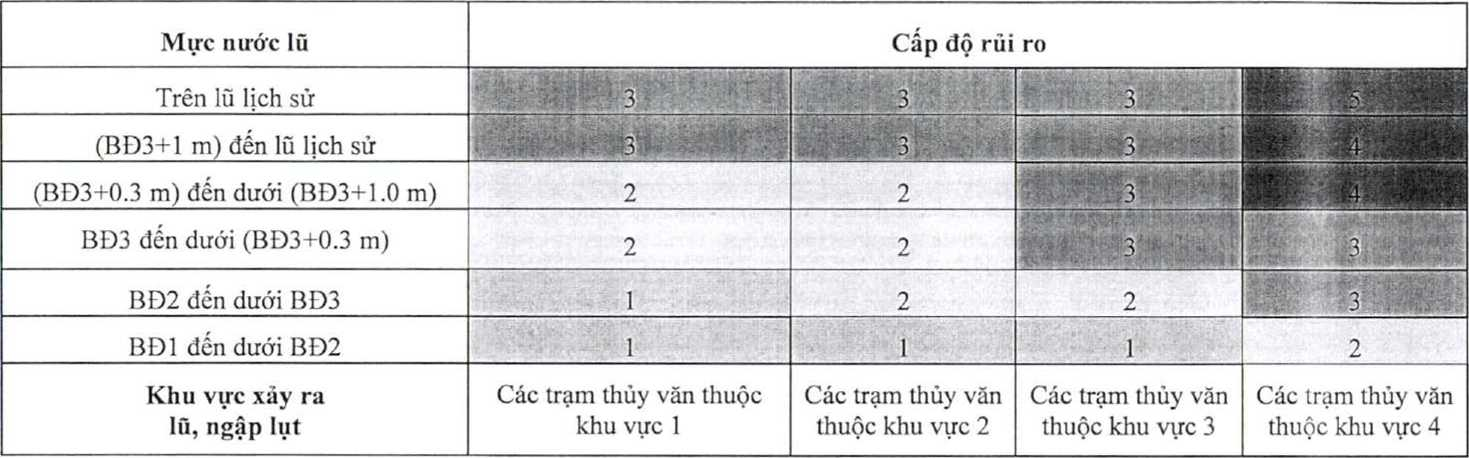 Mực nước lũ
Cấp độ rủi ro
Trên lũ lịch sử 3 3 3 5
(BĐ3+1 m) đến lũ lịch sử 3 3 3 4
(BĐ3+0.3 m) đến dưới (BĐ3+1.0 m) 2 2 3 4
BĐ3 đến dưới (BĐ3+0.3 m) 2 2 3 3
BĐ2 đến dưới BĐ3 1 2 2 3
BĐ1 đến dưới BĐ2 1 1 1 2
Khu vực xảy ra
lũ, ngập lụt
Các trạm thủy văn thuộc
khu vực 1
Các trạm thủy văn
thuộc khu vực 2
Các trạm thủy văn
thuộc khu vực 3
Các trạm thủy văn
thuộc khu vực 4